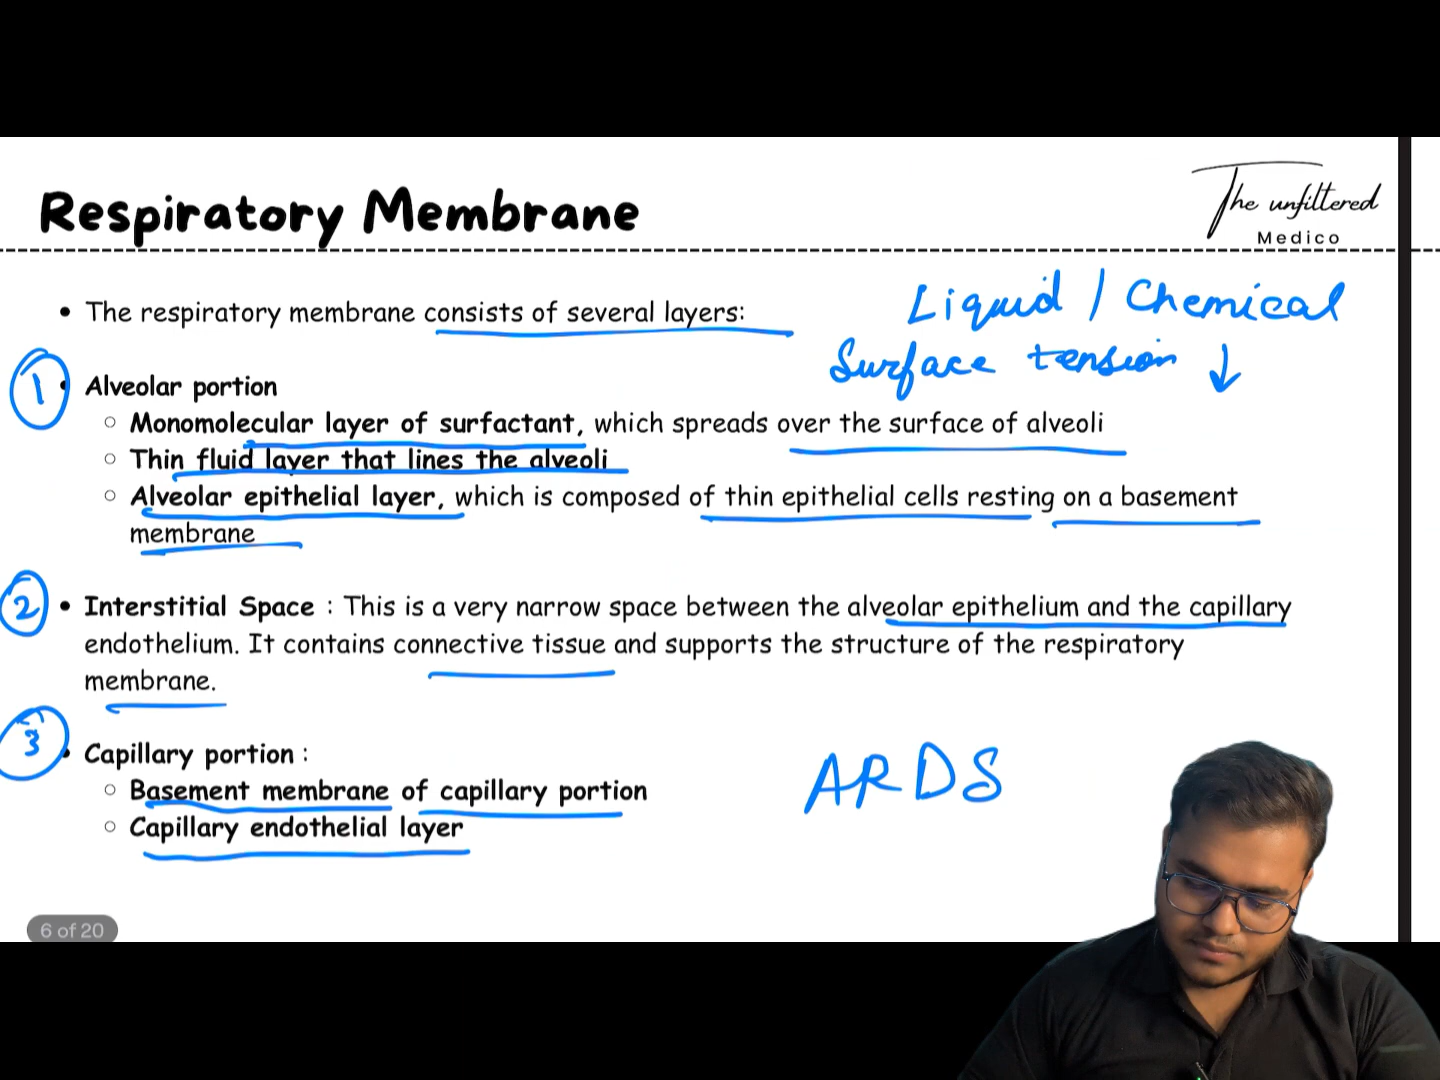 Respiratory Membrane
The unfiltered
Medico
• The respiratory membrane consists of several layers:
Liquid / Chemical
Surface tension ↓
1
• Alveolar portion
○ Monomolecular layer of surfactant, which spreads over the surface of alveoli
○ Thin fluid layer that lines the alveoli
○ Alveolar epithelial layer, which is composed of thin epithelial cells resting on a basement
membrane
2
• Interstitial Space : This is a very narrow space between the alveolar epithelium and the capillary
endothelium. It contains connective tissue and supports the structure of the respiratory
membrane.
3
• Capillary portion :
○ Basement membrane of capillary portion
○ Capillary endothelial layer
ARDS
6 of 20